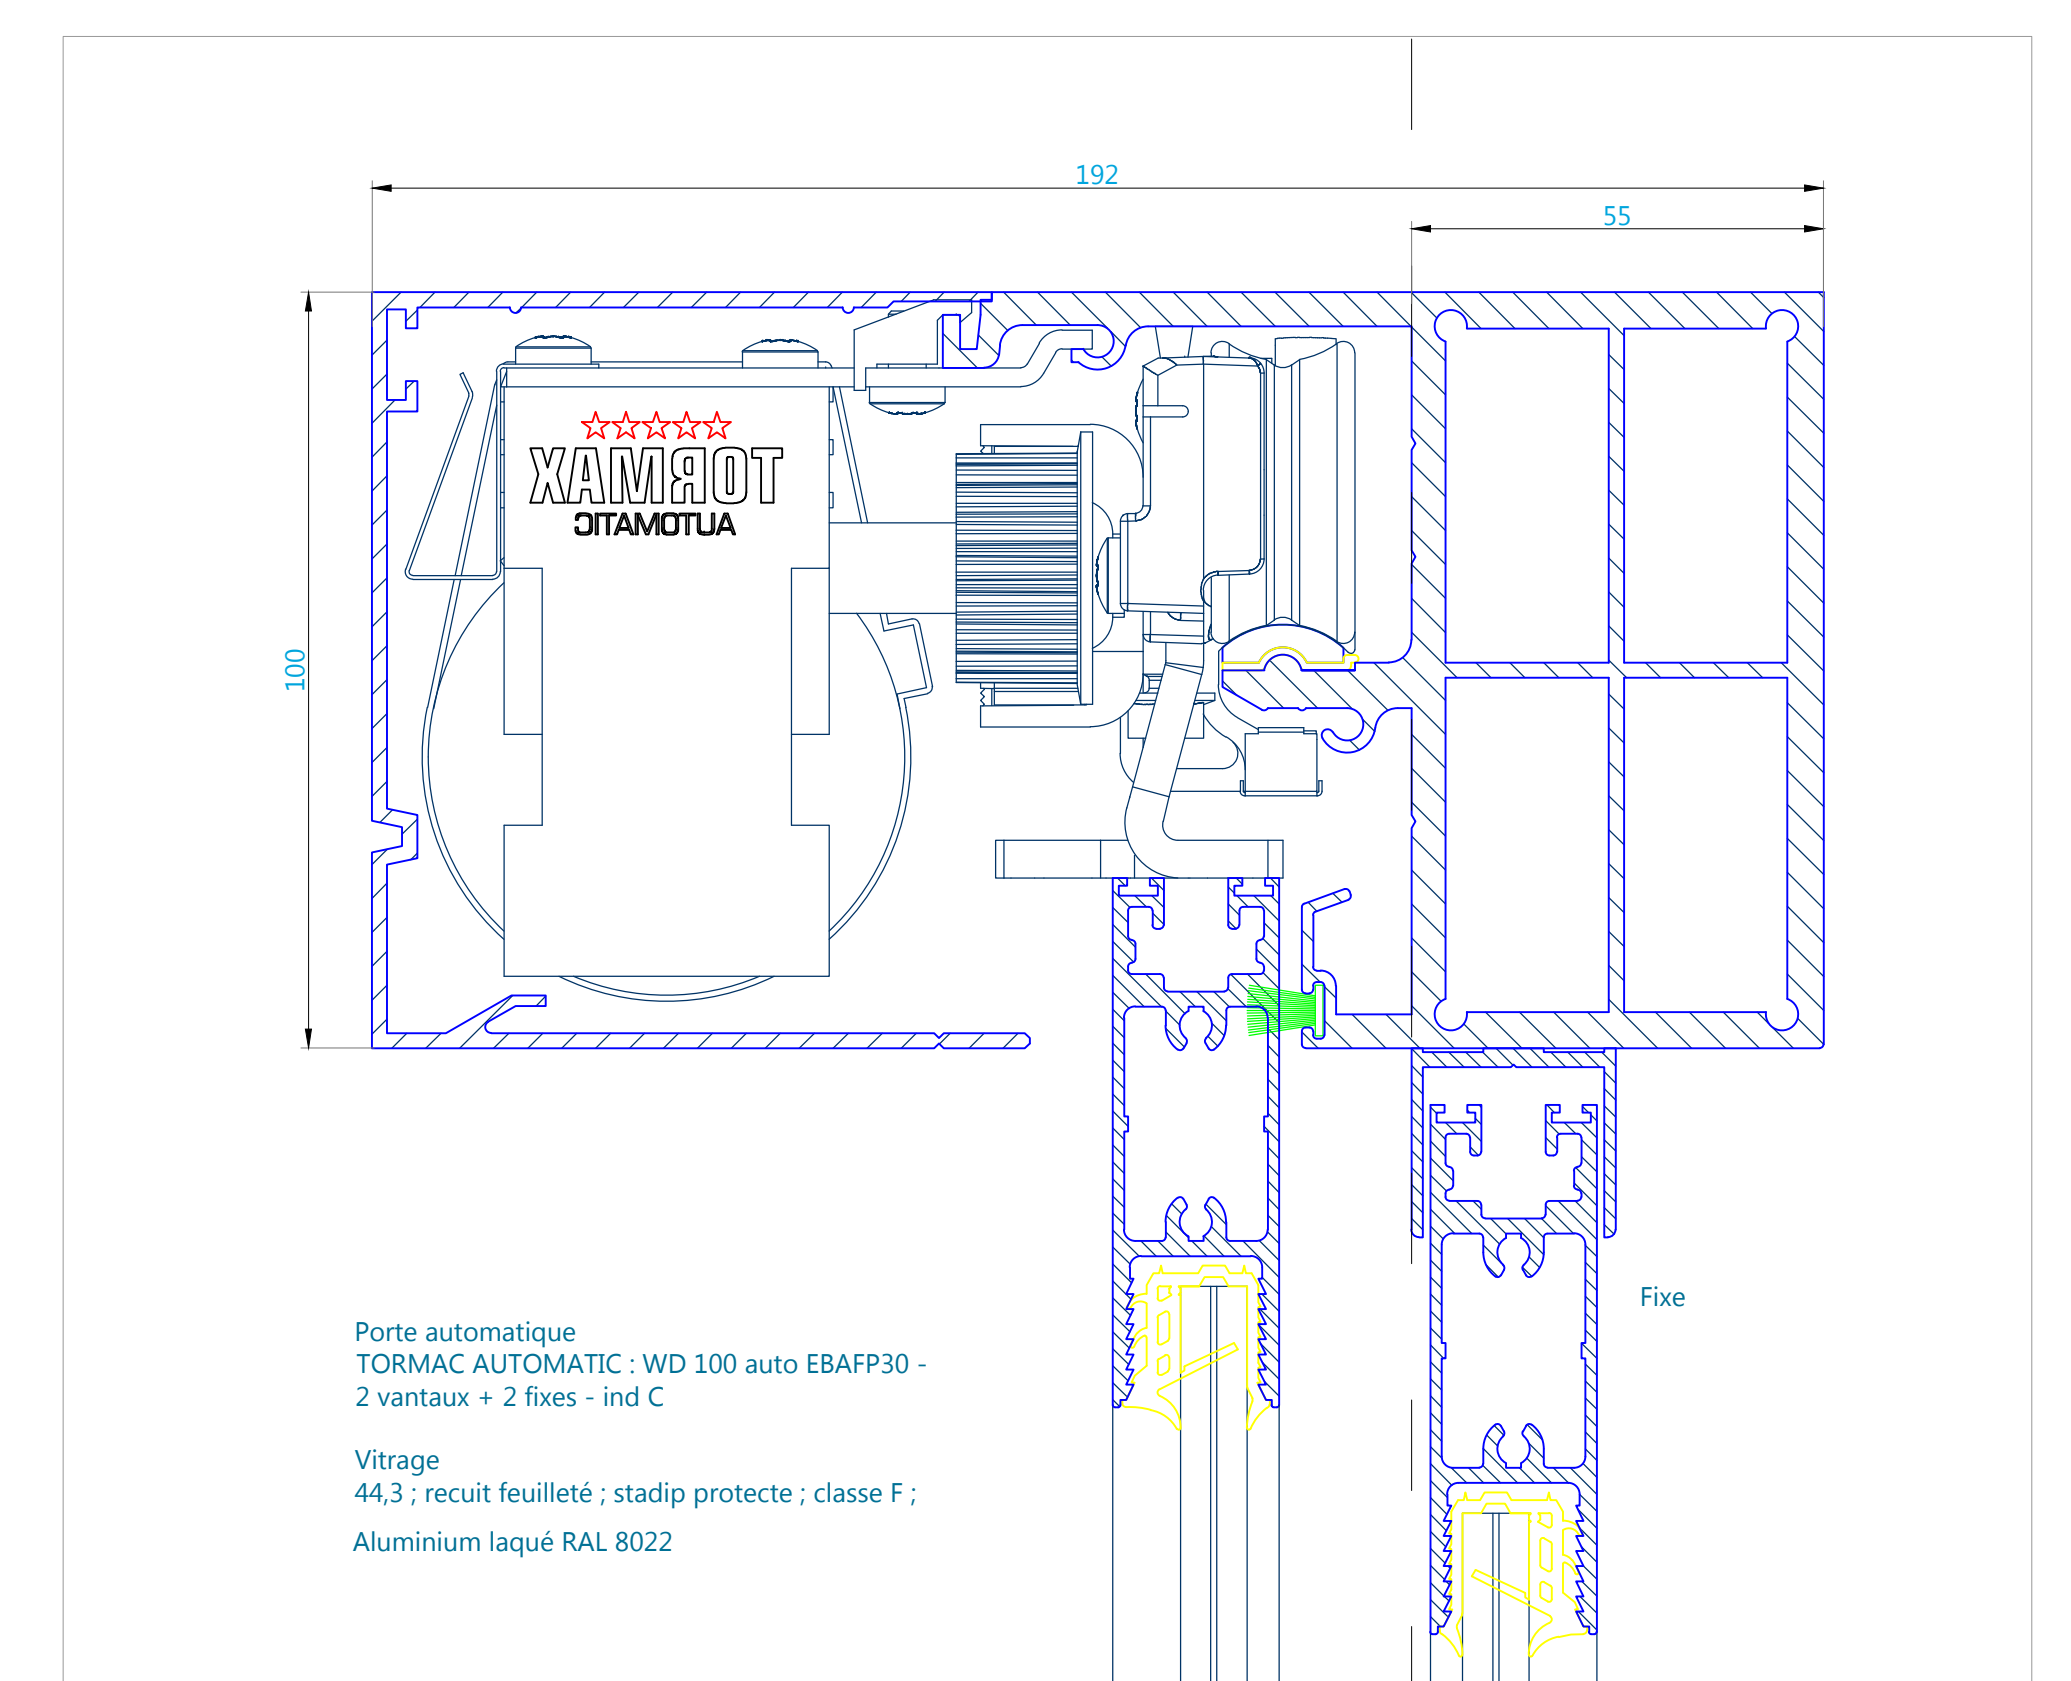 192
55
100
TORMAX
AUTOMATIC
Fixe
Porte automatique
TORMAC AUTOMATIC : WD 100 auto EBAFP30 -
2 vantaux + 2 fixes - ind C
Vitrage
44,3 ; recuit feuilleté ; stadip protecte ; classe F ;
Aluminium laqué RAL 8022